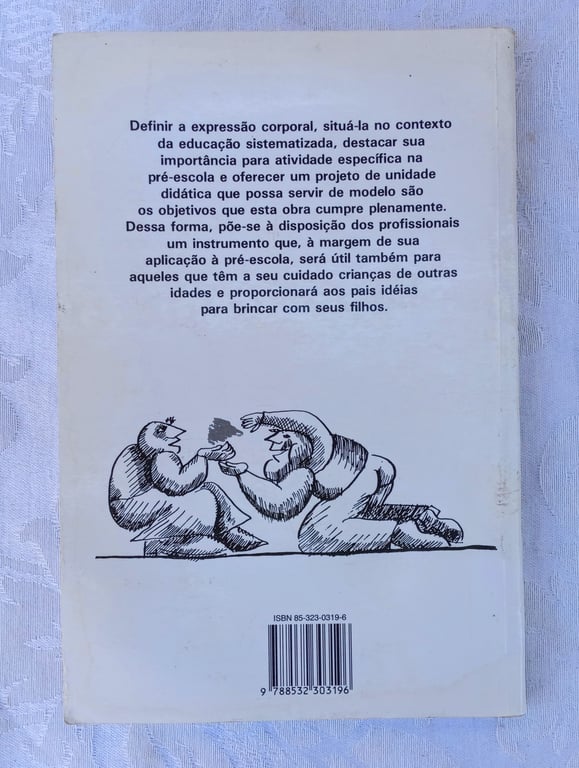 Definir a expressão corporal, situá-la no contexto
da educação sistematizada, destacar sua
importância para atividade específica na
pré-escola e oferecer um projeto de unidade
didática que possa servir de modelo são
os objetivos que esta obra cumpre plenamente.
Dessa forma, põe-se à disposição dos profissionais
um instrumento que, à margem de sua
aplicação à pré-escola, será útil também para
aqueles que têm a seu cuidado crianças de outras
idades e proporcionará aos pais idéias
para brincar com seus filhos.
ISBN 85-323-0319-6
9 788532 303196